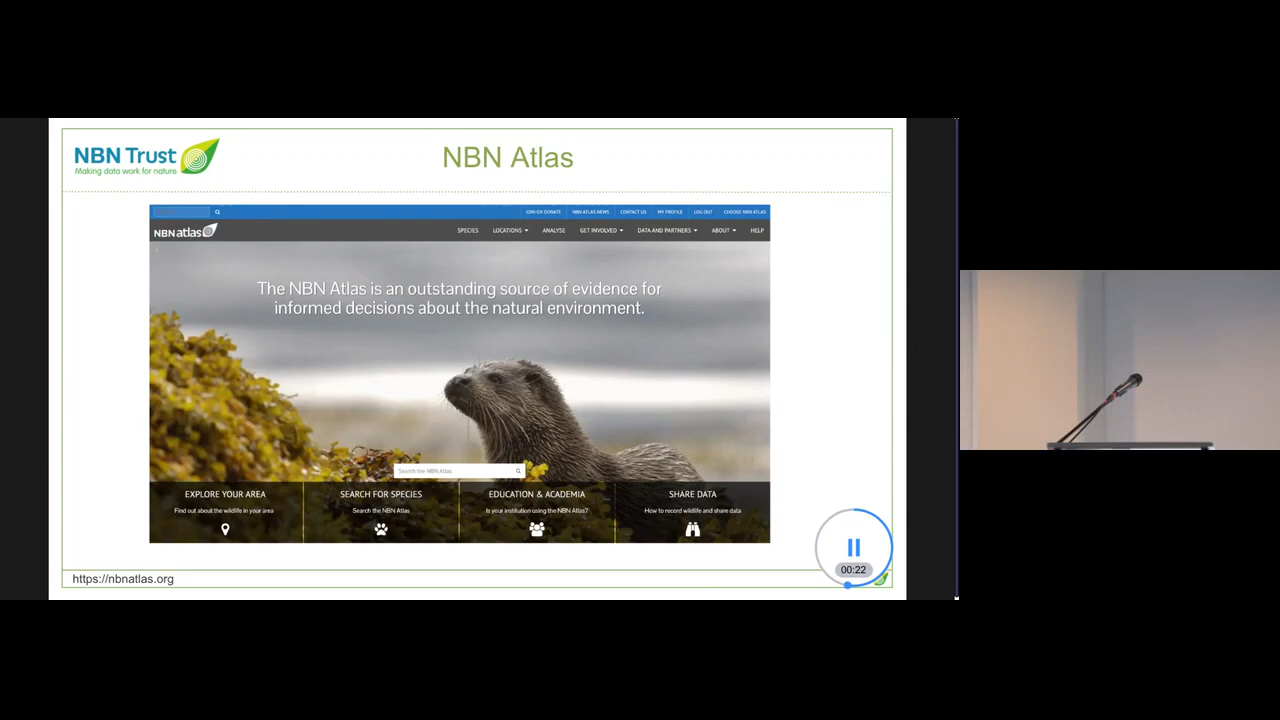 NBN Trust
Making data work for nature
NBN Atlas
JOIN OR DONATE
NBN ATLAS NEWS
CONTACT US
MY PROFILE
LOG OUT
CHOOSE NBN ATLAS
NBN atlas
SPECIES
LOCATIONS
ANALYSE
GET INVOLVED
DATA AND PARTNERS
ABOUT
HELP
The NBN Atlas is an outstanding source of evidence for
informed decisions about the natural environment.
Search the NBN Atlas
EXPLORE YOUR AREA
Find out about the wildlife in your area
SEARCH FOR SPECIES
Search the NBN Atlas
EDUCATION & ACADEMIA
Is your institution using the NBN Atlas?
SHARE DATA
How to record wildlife and share data
00:22
https://nbnatlas.org